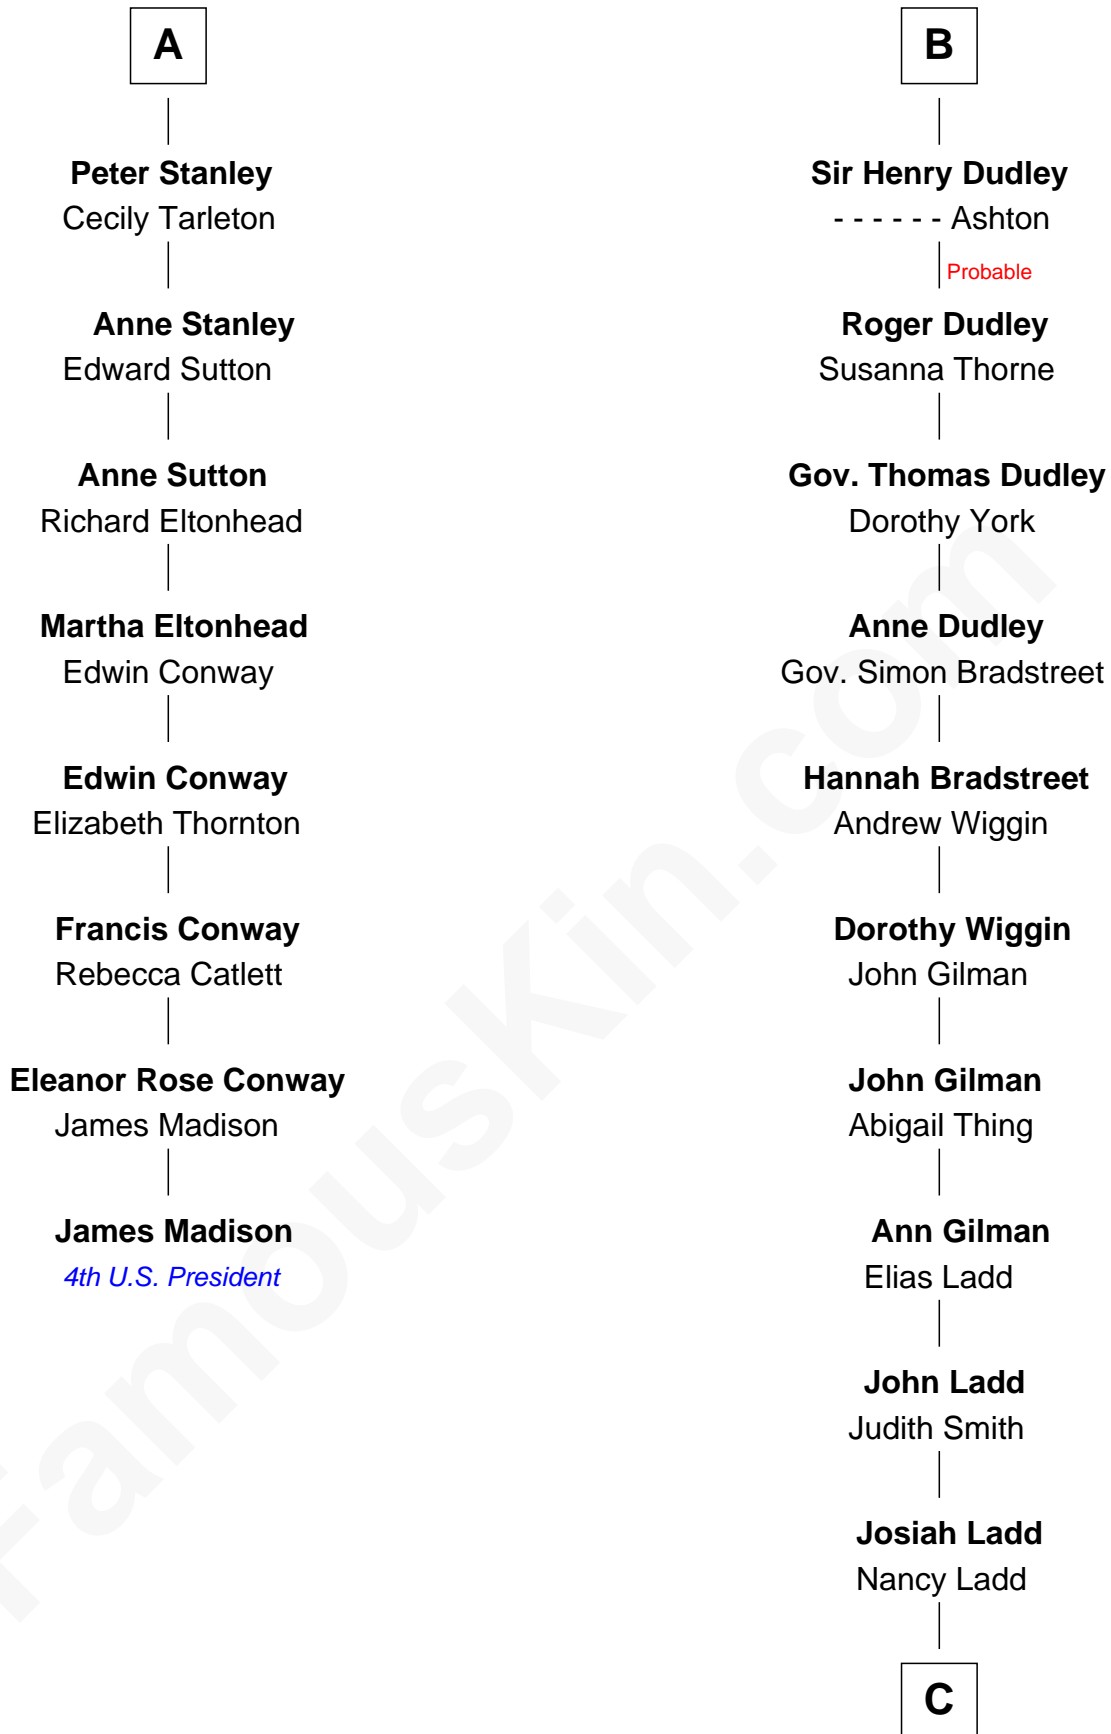 A
Peter Stanley
Cecily Tarleton
Anne Stanley
Edward Sutton
Anne Sutton
Richard Eltonhead
Martha Eltonhead
Edwin Conway
Edwin Conway
Elizabeth Thornton
Francis Conway
Rebecca Catlett
Eleanor Rose Conway
James Madison
James Madison
4th U.S. President
B
Sir Henry Dudley
- - - - - - Ashton
Probable
Roger Dudley
Susanna Thorne
Gov. Thomas Dudley
Dorothy York
Anne Dudley
Gov. Simon Bradstreet
Hannah Bradstreet
Andrew Wiggin
Dorothy Wiggin
John Gilman
John Gilman
Abigail Thing
Ann Gilman
Elias Ladd
John Ladd
Judith Smith
Josiah Ladd
Nancy Ladd
C
FamousKin.com